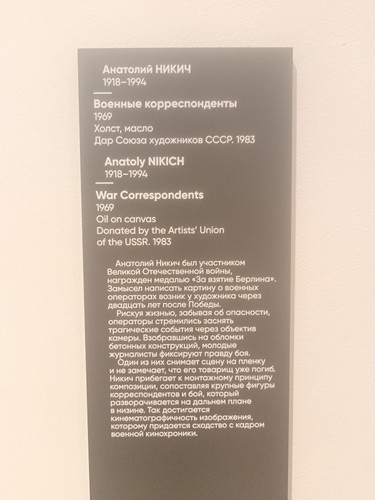 Анатолий НИКИЧ
1918–1994
Военные корреспонденты
1969
Холст, масло
Дар Союза художников СССР. 1983
Anatoly NIKICH
1918–1994
War Correspondents
1969
Oil on canvas
Donated by the Artists' Union
of the USSR. 1983
Анатолий Никич был участником
Великой Отечественной войны,
награжден медалью «За взятие Берлина».
Замысел написать картину о военных
операторах возник у художника через
двадцать лет после Победы.
Рискуя жизнью, забывая об опасности,
операторы стремились заснять
трагические события через объектив
камеры. Взобравшись на обломки
бетонных конструкций, молодые
журналисты фиксируют правду боя.
Один из них снимает сцену на пленку
и не замечает, что его товарищ уже погиб.
Никич прибегает к монтажному принципу
композиции, сопоставляя крупные фигуры
корреспондентов и бой, который
разворачивается на дальнем плане
в низине. Так достигается
кинематографичность изображения,
которому придается сходство с кадром
военной кинохроники.